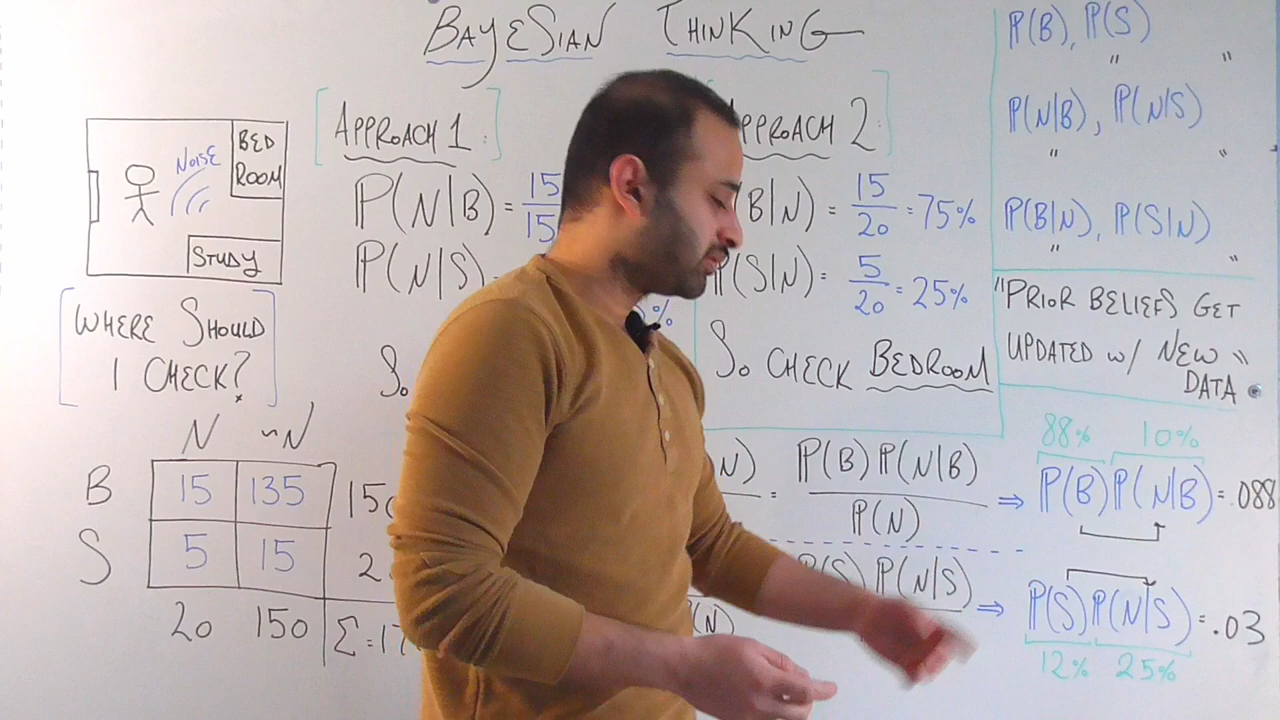 BAYESIAN THINKING
BED
ROOM
NOISE
STUDY
WHERE SHOULD
I CHECK?
N ~N
B 15 135 150
S 5 15
20 150 Σ=17
APPROACH 1:
P(N|B) = 15/15
P(N|S)
%
So
APPROACH 2:
(B|N) = 15/20 = 75%
P(S|N) = 5/20 = 25%
So CHECK BEDROOM
N) = P(B)P(N|B)/P(N) ⇒ P(B)P(N|B) = .088
88% 10%
(N) P(S)P(N|S) ⇒ P(S)P(N|S) = .03
12% 25%
P(B), P(S)
" "
P(N|B), P(N|S)
" "
P(B|N), P(S|N)
" "
"PRIOR BELIEFS GET
UPDATED w/ NEW "
DATA